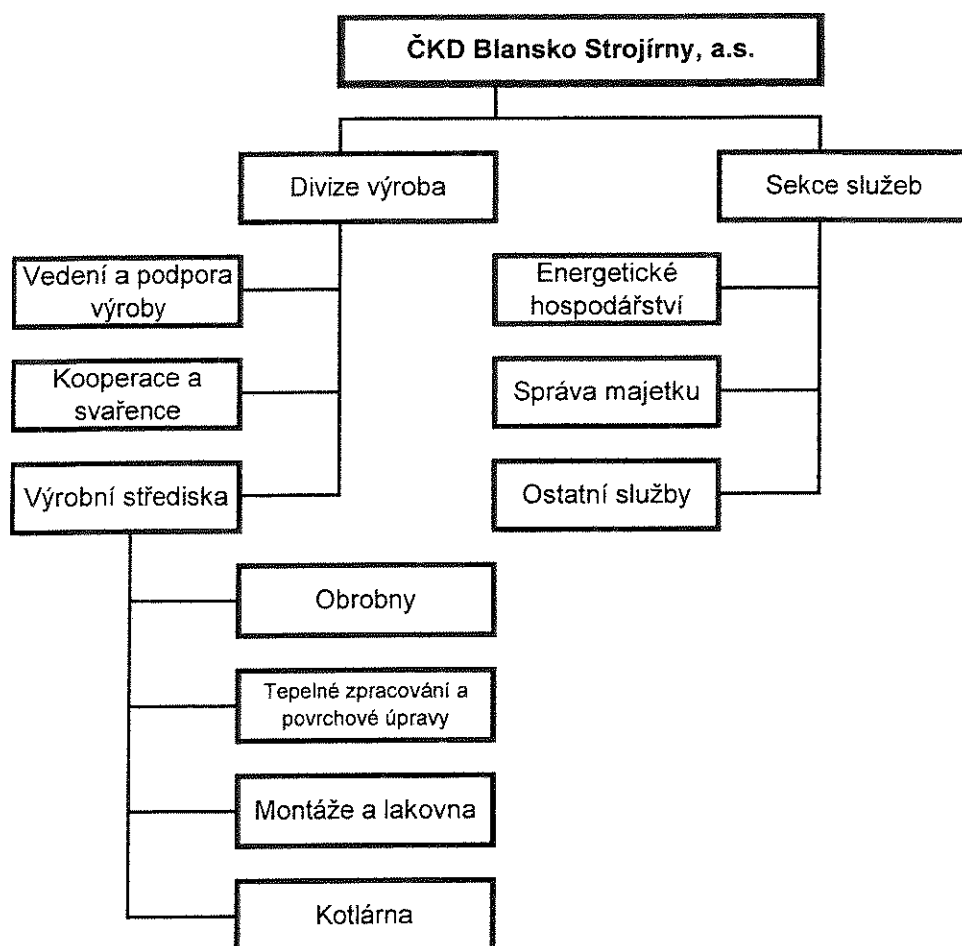 ČKD Blansko Strojírny, a.s.
Divize výroba
Sekce služeb
Vedení a podpora
výroby
Energetické
hospodářství
Kooperace a
svařence
Správa majetku
Výrobní střediska
Ostatní služby
Obrobny
Tepelné zpracování a
povrchové úpravy
Montáže a lakovna
Kotlárna